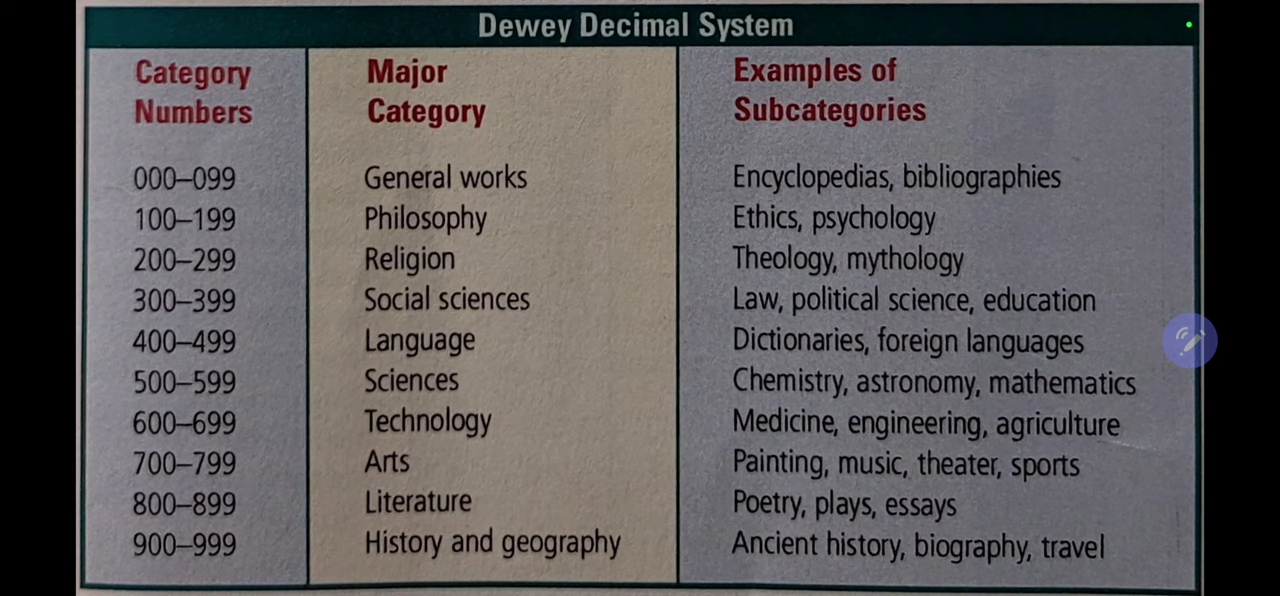 Dewey Decimal System
Category Numbers Major Category Examples of Subcategories
000–099 General works Encyclopedias, bibliographies
100–199 Philosophy Ethics, psychology
200–299 Religion Theology, mythology
300–399 Social sciences Law, political science, education
400–499 Language Dictionaries, foreign languages
500–599 Sciences Chemistry, astronomy, mathematics
600–699 Technology Medicine, engineering, agriculture
700–799 Arts Painting, music, theater, sports
800–899 Literature Poetry, plays, essays
900–999 History and geography Ancient history, biography, travel